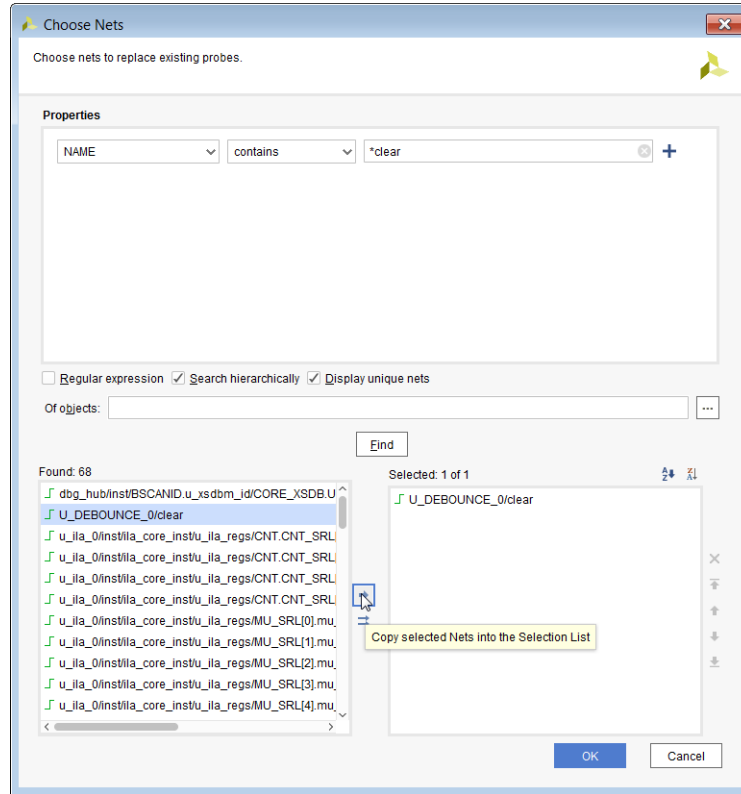 Choose Nets
Choose nets to replace existing probes.
Properties
NAME contains *clear
Regular expression Search hierarchically Display unique nets
Of objects: ...
Find
Found: 68
dbg_hub/inst/BSCANID.u_xsdbm_id/CORE_XSDB.U
U_DEBOUNCE_0/clear
u_ila_0/inst/ila_core_inst/u_ila_regs/CNT.CNT_SRL[
u_ila_0/inst/ila_core_inst/u_ila_regs/CNT.CNT_SRL[
u_ila_0/inst/ila_core_inst/u_ila_regs/CNT.CNT_SRL[
u_ila_0/inst/ila_core_inst/u_ila_regs/CNT.CNT_SRL[
u_ila_0/inst/ila_core_inst/u_ila_regs/MU_SRL[0].mu_
u_ila_0/inst/ila_core_inst/u_ila_regs/MU_SRL[1].mu_
u_ila_0/inst/ila_core_inst/u_ila_regs/MU_SRL[2].mu_
u_ila_0/inst/ila_core_inst/u_ila_regs/MU_SRL[3].mu_
u_ila_0/inst/ila_core_inst/u_ila_regs/MU_SRL[4].mu_
Selected: 1 of 1
U_DEBOUNCE_0/clear
Copy selected Nets into the Selection List
OK Cancel